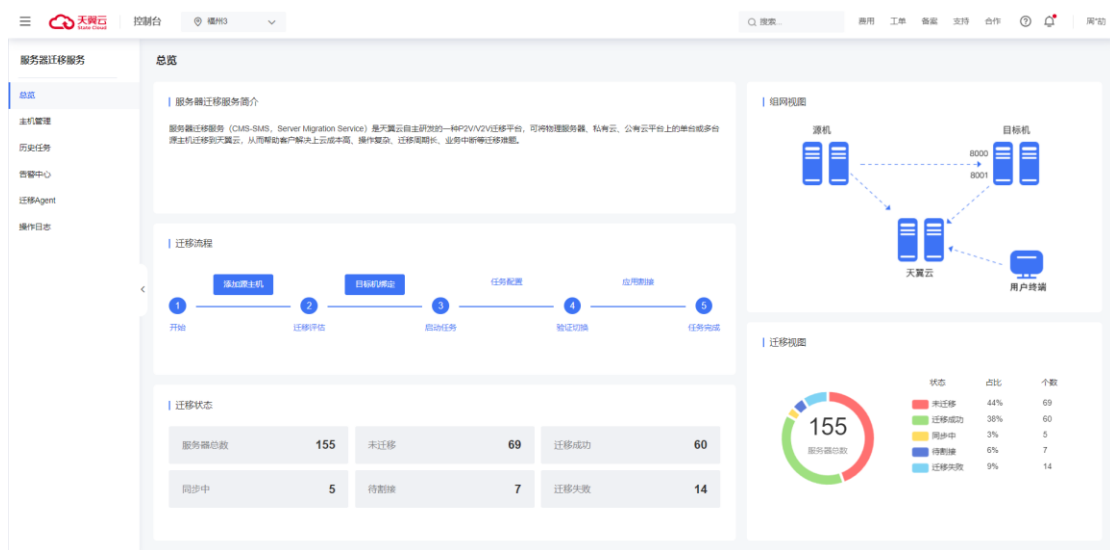 天翼云
State Cloud
控制台
福州3
搜索...
费用
工单
备案
支持
合作
服务器迁移服务
总览
主机管理
历史任务
告警中心
迁移Agent
操作日志
总览
服务器迁移服务简介
服务器迁移服务（CMS-SMS，Server Migration Service）是天翼云自主研发的一种P2V/V2V迁移平台，可将物理服务器、私有云、公有云平台上的单台或多台
源主机迁移到天翼云，从而帮助客户解决上云成本高、操作复杂、迁移周期长、业务中断等迁移难题。
迁移流程
添加源主机
目标机绑定
任务配置
应用割接
1
2
3
4
5
开始
迁移评估
启动任务
验证切换
任务完成
迁移状态
服务器总数 155
未迁移 69
迁移成功 60
同步中 5
待割接 7
迁移失败 14
组网视图
源机
目标机
8000
8001
天翼云
用户终端
迁移视图
155
服务器总数
状态 占比 个数
未迁移 44% 69
迁移成功 38% 60
同步中 3% 5
待割接 6% 7
迁移失败 9% 14